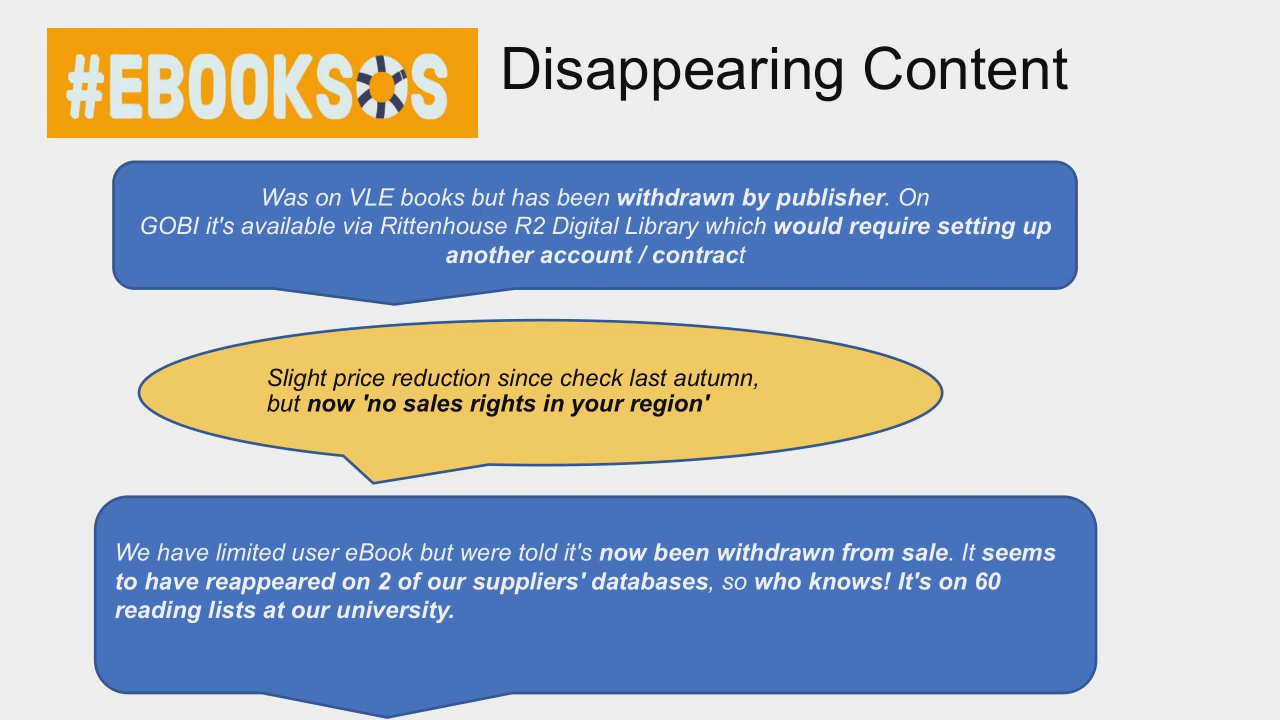 #EBOOKSOS
Disappearing Content
Was on VLE books but has been withdrawn by publisher. On
GOBI it's available via Rittenhouse R2 Digital Library which would require setting up
another account / contract
Slight price reduction since check last autumn,
but now 'no sales rights in your region'
We have limited user eBook but were told it's now been withdrawn from sale. It seems
to have reappeared on 2 of our suppliers' databases, so who knows! It's on 60
reading lists at our university.